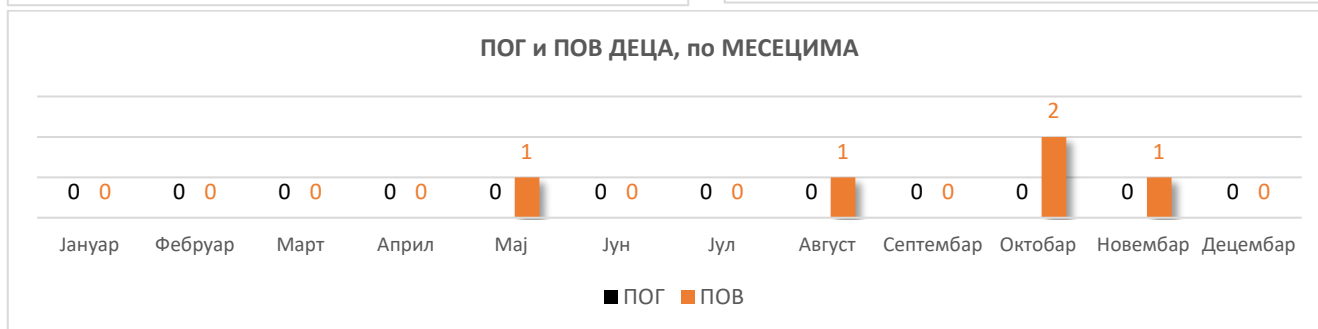 ПОГ и ПОВ ДЕЦА, по МЕСЕЦИМА
2
1 1 1
0 0 0 0 0 0 0 0 0 0 0 0 0 0 0 0 0 0 0 0
Јануар Фебруар Март Април Мај Јун Јул Август Септембар Октобар Новембар Децембар
ПОГ ПОВ